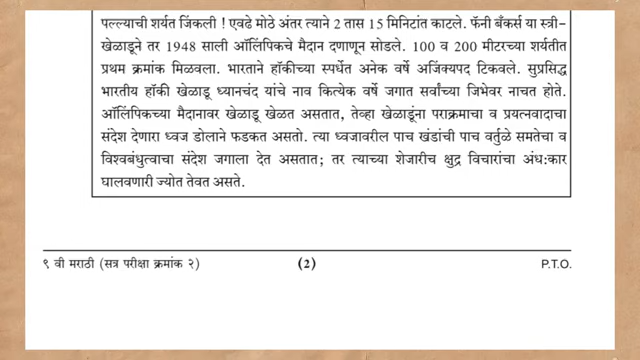 पल्ल्याची शर्यत जिंकली ! एवढे मोठे अंतर त्याने 2 तास 15 मिनिटांत काटले. फॅनी बँकर्स या स्त्री-
खेळाडूने तर 1948 साली ऑलिंपिकचे मैदान दणाणून सोडले. 100 व 200 मीटरच्या शर्यतीत
प्रथम क्रमांक मिळवला. भारताने हॉकीच्या स्पर्धेत अनेक वर्षे अजिंक्यपद टिकवले. सुप्रसिद्ध
भारतीय हॉकी खेळाडू ध्यानचंद यांचे नाव कित्येक वर्षे जगात सर्वांच्या जिभेवर नाचत होते.
ऑलिंपिकच्या मैदानावर खेळाडू खेळत असतात, तेव्हा खेळाडूंना पराक्रमाचा व प्रयत्नवादाचा
संदेश देणारा ध्वज डोलाने फडकत असतो. त्या ध्वजावरील पाच खंडांची पाच वर्तुळे समतेचा व
विश्वबंधुत्वाचा संदेश जगाला देत असतात; तर त्याच्या शेजारीच क्षुद्र विचारांचा अंध:कार
घालवणारी ज्योत तेवत असते.
९ वी मराठी (सत्र परीक्षा क्रमांक २) (2) P.T.O.